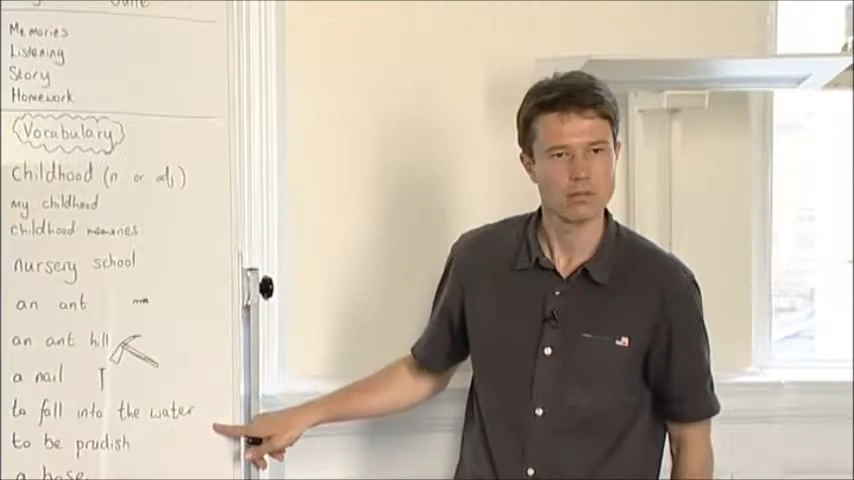 Memories
Listening
Story
Homework
Vocabulary
Childhood (n. or adj)
my childhood
childhood memories
nursery school
an ant
an ant hill
a nail
to fall into the water
to be prudish
a hose